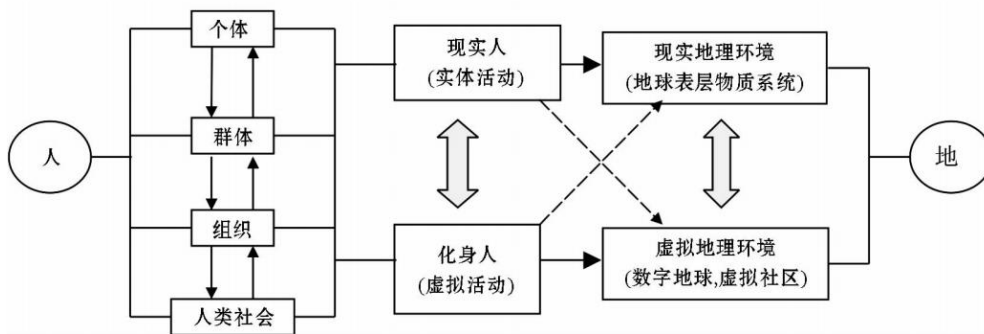 人
个体
群体
组织
人类社会
现实人
(实体活动)
化身人
(虚拟活动)
现实地理环境
(地球表层物质系统)
虚拟地理环境
(数字地球,虚拟社区)
地